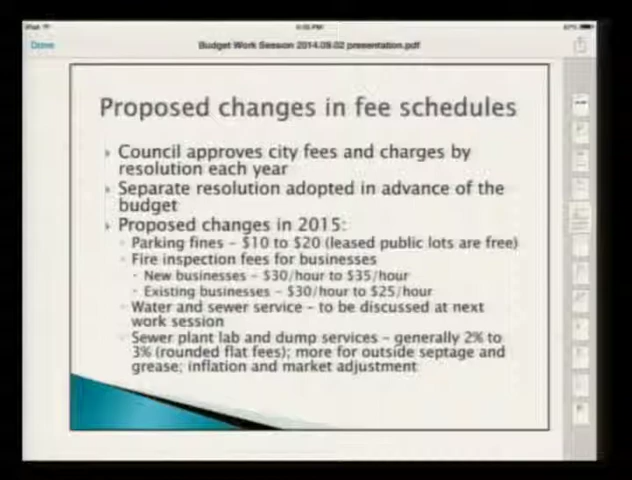 Done
Budget Work Session 2014.09.02 presentation.pdf
Proposed changes in fee schedules
Council approves city fees and charges by
resolution each year
Separate resolution adopted in advance of the
budget
Proposed changes in 2015:
Parking fines – $10 to $20 (leased public lots are free)
Fire inspection fees for businesses
New businesses – $30/hour to $35/hour
Existing businesses – $30/hour to $25/hour
Water and sewer service – to be discussed at next
work session
Sewer plant lab and dump services – generally 2% to
3% (rounded flat fees); more for outside septage and
grease; inflation and market adjustment